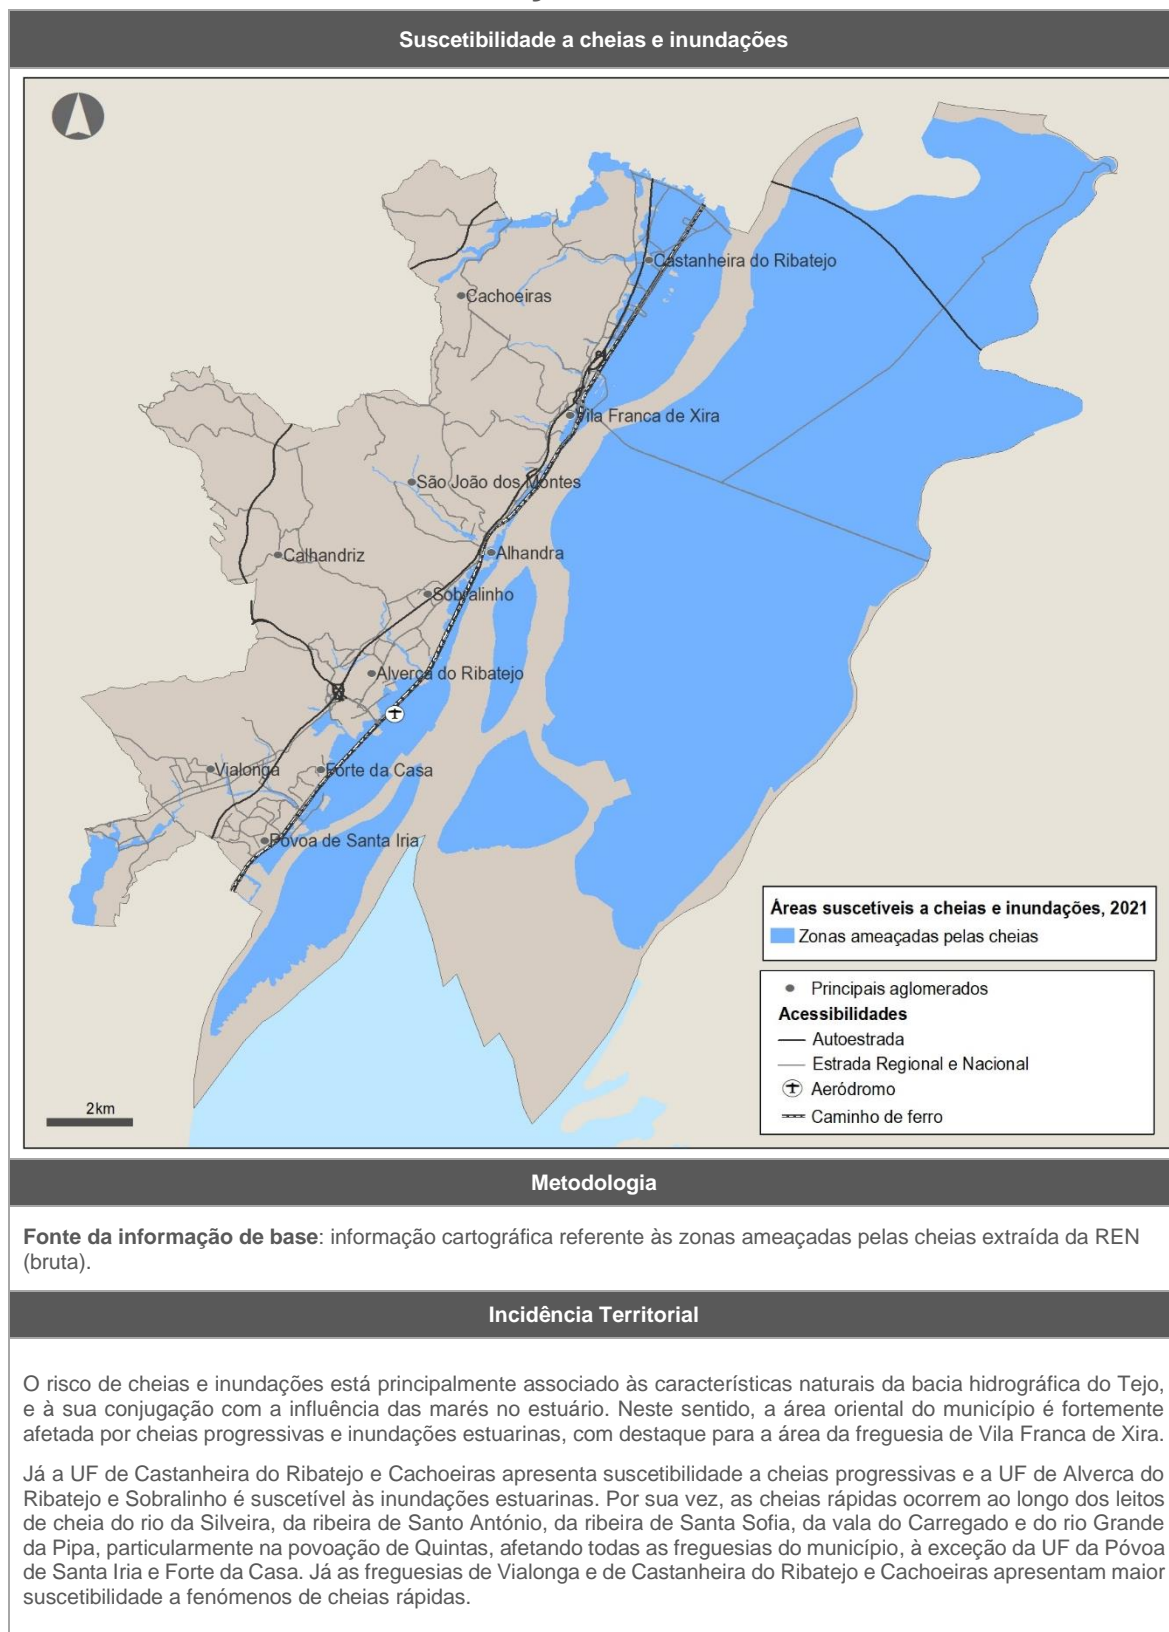 Suscetibilidade a cheias e inundações
Castanheira do Ribatejo
Cachoeiras
Vila Franca de Xira
São João dos Montes
Calhandriz
Alhandra
Sobralinho
Alverca do Ribatejo
Vialonga
Forte da Casa
Póvoa de Santa Iria
Áreas suscetíveis a cheias e inundações, 2021
Zonas ameaçadas pelas cheias
Principais aglomerados
Acessibilidades
Autoestrada
Estrada Regional e Nacional
Aeródromo
Caminho de ferro
2km
Metodologia
Fonte da informação de base: informação cartográfica referente às zonas ameaçadas pelas cheias extraída da REN
(bruta).
Incidência Territorial
O risco de cheias e inundações está principalmente associado às características naturais da bacia hidrográfica do Tejo,
e à sua conjugação com a influência das marés no estuário. Neste sentido, a área oriental do município é fortemente
afetada por cheias progressivas e inundações estuarinas, com destaque para a área da freguesia de Vila Franca de Xira.
Já a UF de Castanheira do Ribatejo e Cachoeiras apresenta suscetibilidade a cheias progressivas e a UF de Alverca do
Ribatejo e Sobralinho é suscetível às inundações estuarinas. Por sua vez, as cheias rápidas ocorrem ao longo dos leitos
de cheia do rio da Silveira, da ribeira de Santo António, da ribeira de Santa Sofia, da vala do Carregado e do rio Grande
da Pipa, particularmente na povoação de Quintas, afetando todas as freguesias do município, à exceção da UF da Póvoa
de Santa Iria e Forte da Casa. Já as freguesias de Vialonga e de Castanheira do Ribatejo e Cachoeiras apresentam maior
suscetibilidade a fenómenos de cheias rápidas.